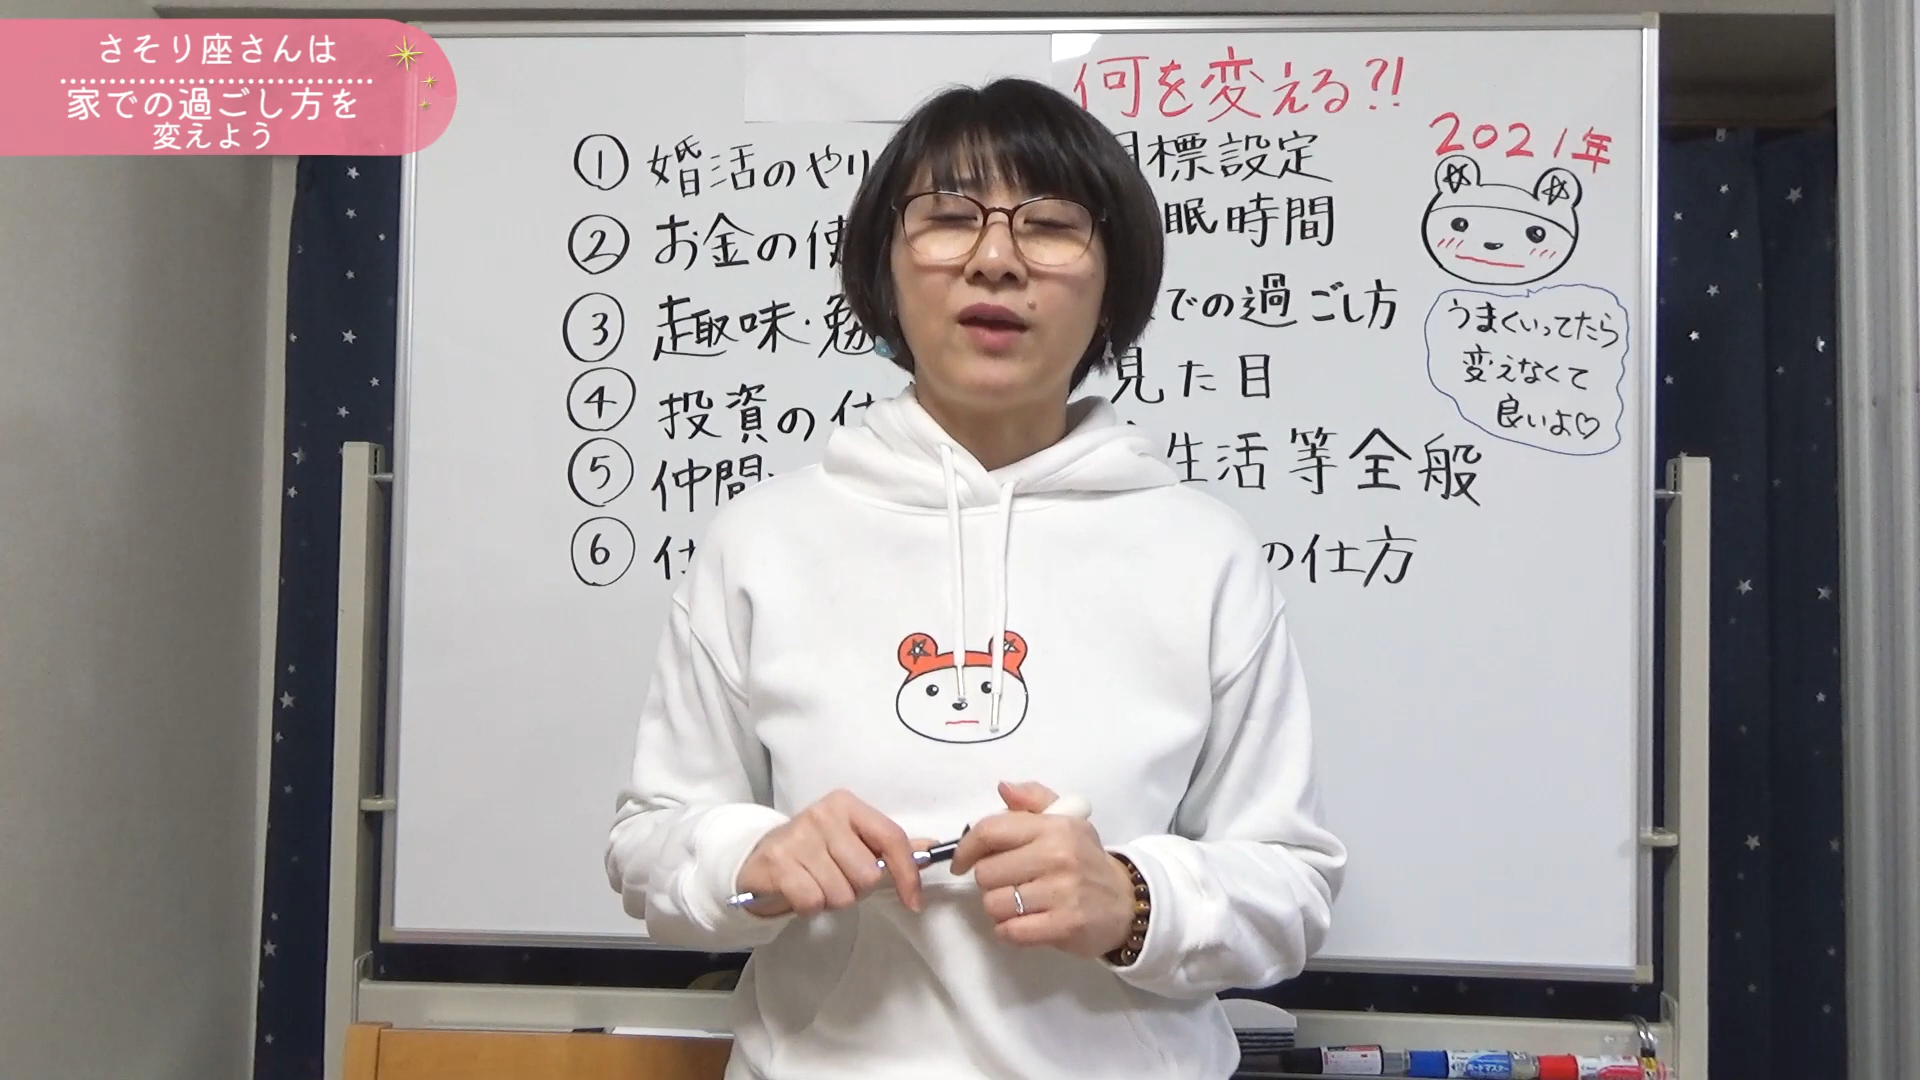 さそり座さんは
家での過ごし方を
変えよう
何を変える?!
2021年
① 婚活のやり
② お金の使
③ 趣味・勉
④ 投資の仕
⑤ 仲間・
⑥ 仕
目標設定
眠時間
での過ごし方
見た目
生活等全般
の仕方
うまくいってたら
変えなくて
良いよ♡